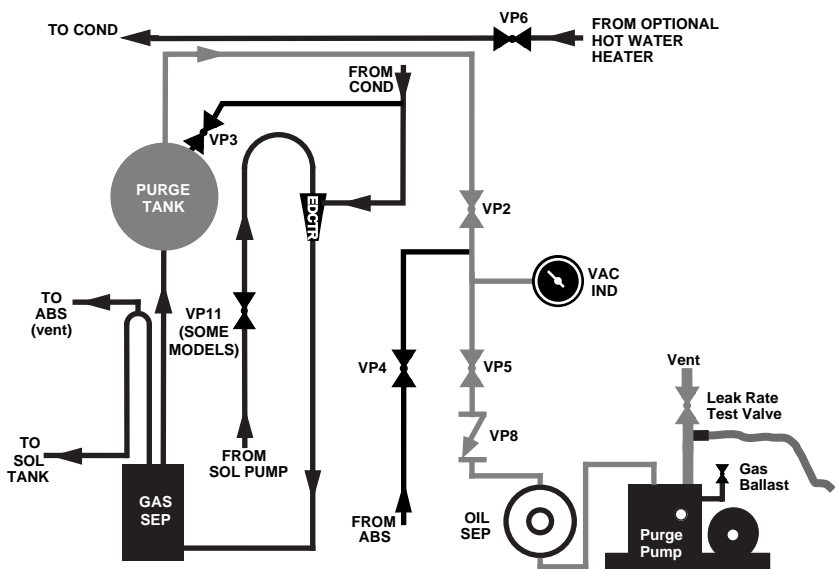 TO COND
VP6
FROM OPTIONAL
HOT WATER
HEATER
FROM
COND
VP3
PURGE
TANK
EDCTR
VP2
VAC
IND
TO
ABS
(vent)
VP11
(SOME
MODELS)
VP4
VP5
Vent
Leak Rate
Test Valve
VP8
TO
SOL
TANK
FROM
SOL PUMP
Gas
Ballast
GAS
SEP
FROM
ABS
OIL
SEP
Purge
Pump